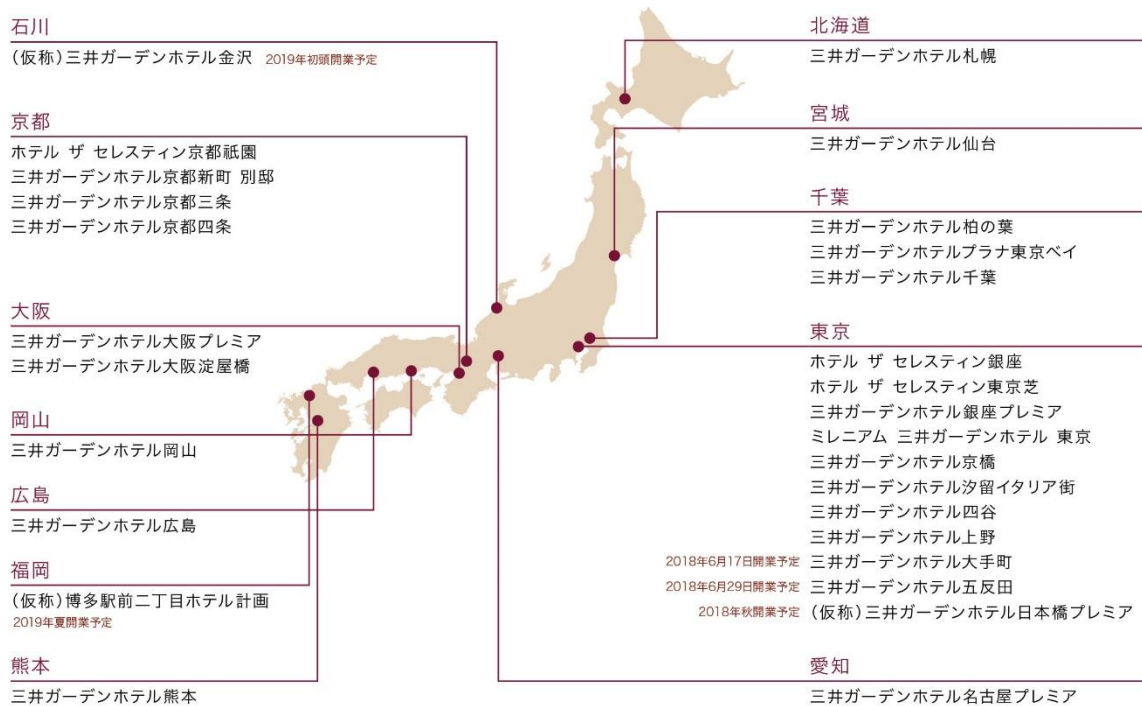 石川
(仮称)三井ガーデンホテル金沢 2019年初頭開業予定
京都
ホテル ザ セレスティン京都祇園
三井ガーデンホテル京都新町 別邸
三井ガーデンホテル京都三条
三井ガーデンホテル京都四条
大阪
三井ガーデンホテル大阪プレミア
三井ガーデンホテル大阪淀屋橋
岡山
三井ガーデンホテル岡山
広島
三井ガーデンホテル広島
福岡
(仮称)博多駅前二丁目ホテル計画
2019年夏開業予定
熊本
三井ガーデンホテル熊本
北海道
三井ガーデンホテル札幌
宮城
三井ガーデンホテル仙台
千葉
三井ガーデンホテル柏の葉
三井ガーデンホテルプラナ東京ベイ
三井ガーデンホテル千葉
東京
ホテル ザ セレスティン銀座
ホテル ザ セレスティン東京芝
三井ガーデンホテル銀座プレミア
ミレニアム 三井ガーデンホテル 東京
三井ガーデンホテル京橋
三井ガーデンホテル汐留イタリア街
三井ガーデンホテル四谷
三井ガーデンホテル上野
2018年6月17日開業予定 三井ガーデンホテル大手町
2018年6月29日開業予定 三井ガーデンホテル五反田
2018年秋開業予定 (仮称)三井ガーデンホテル日本橋プレミア
愛知
三井ガーデンホテル名古屋プレミア